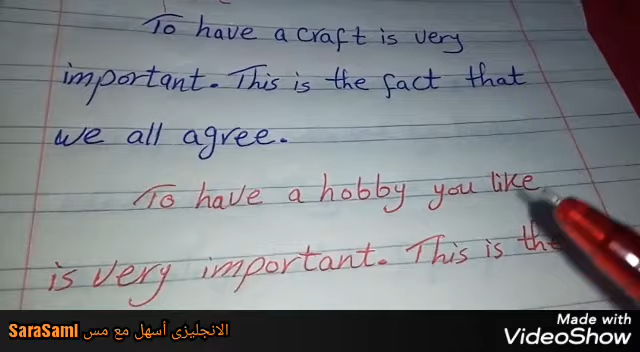 To have a craft is very
important. This is the fact that
we all agree.
To have a hobby you like
is very important. This is the
الانجليزى أسهل مع مس SaraSamI
Made with
VideoShow